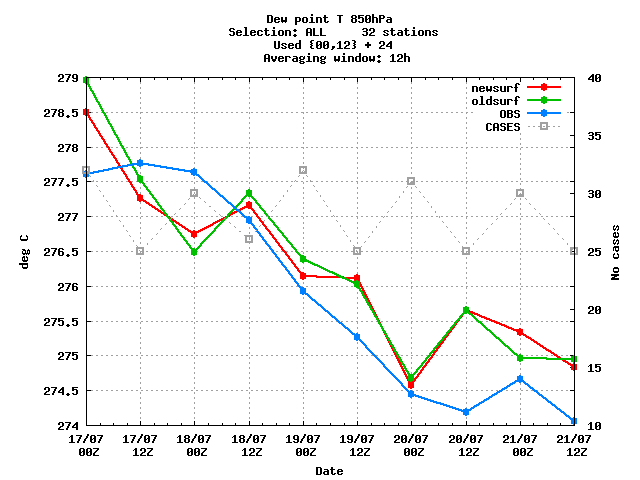 Dew point T 850hPa
Selection: ALL 32 stations
Used {00,12} + 24
Averaging window: 12h
279
278,5
278
277,5
277
276,5
276
275,5
275
274,5
274
deg C
40
35
30
25
20
15
10
No cases
newsurf
oldsurf
OBS
CASES
17/07 17/07 18/07 18/07 19/07 19/07 20/07 20/07 21/07 21/07
00Z 12Z 00Z 12Z 00Z 12Z 00Z 12Z 00Z 12Z
Date